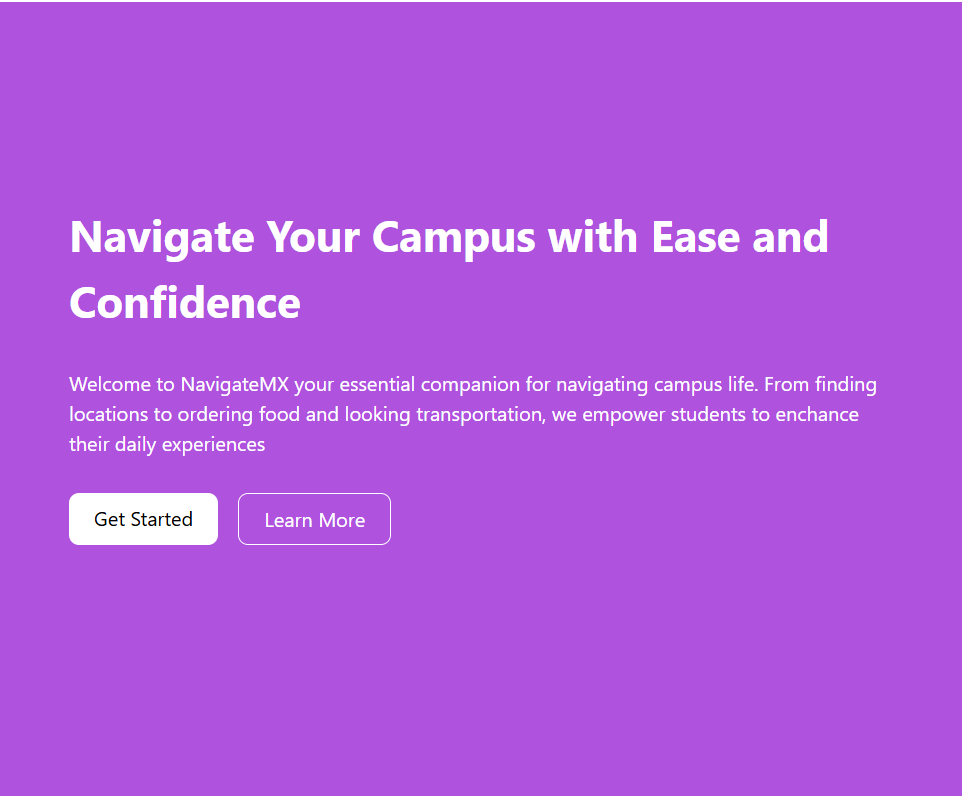 Navigate Your Campus with Ease and
Confidence
Welcome to NavigateMX your essential companion for navigating campus life. From finding
locations to ordering food and looking transportation, we empower students to enchance
their daily experiences
Get Started
Learn More